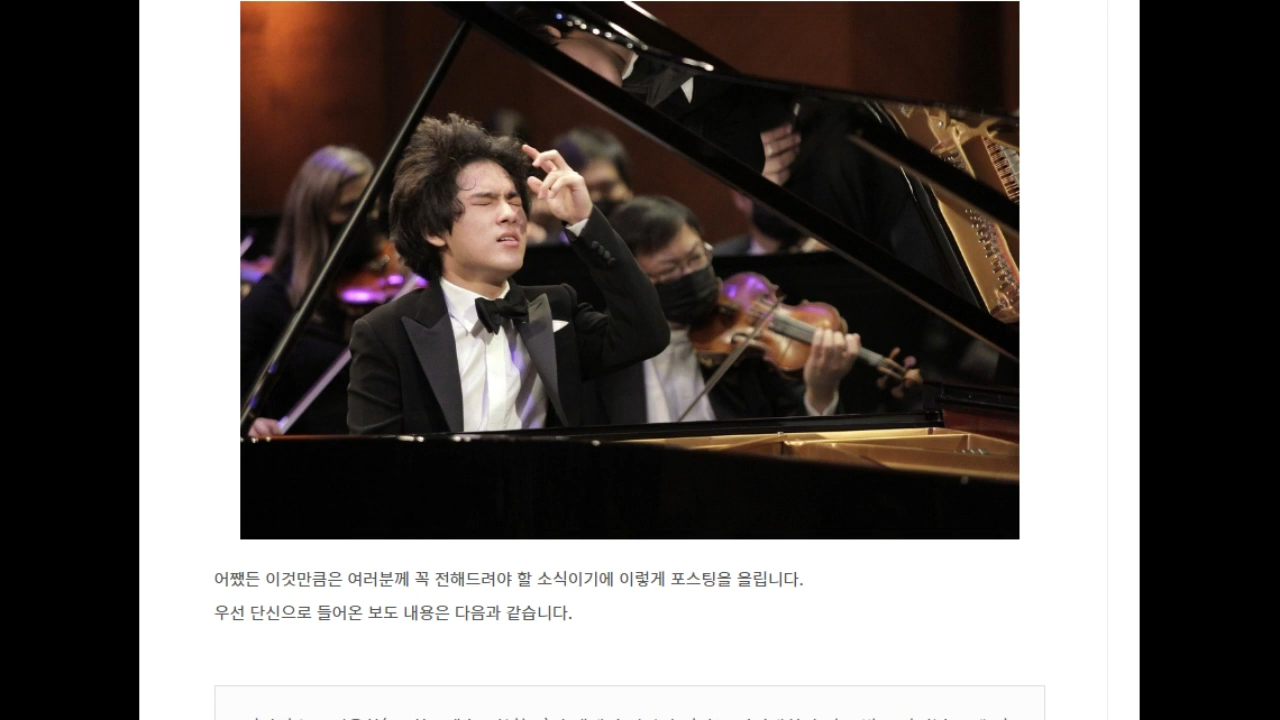 어쨌든 이것만큼은 여러분께 꼭 전해드려야 할 소식이기에 이렇게 포스팅을 올립니다.
우선 단신으로 들어온 보도 내용은 다음과 같습니다.